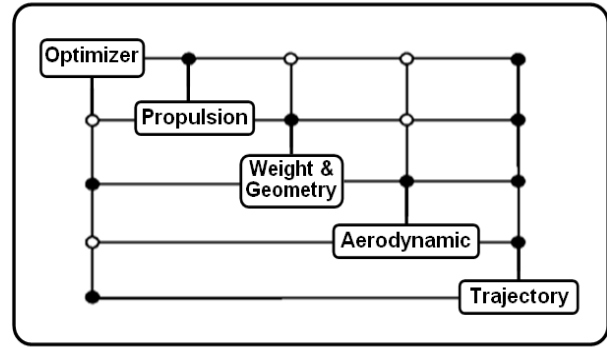 Optimizer
Propulsion
Weight &
Geometry
Aerodynamic
Trajectory